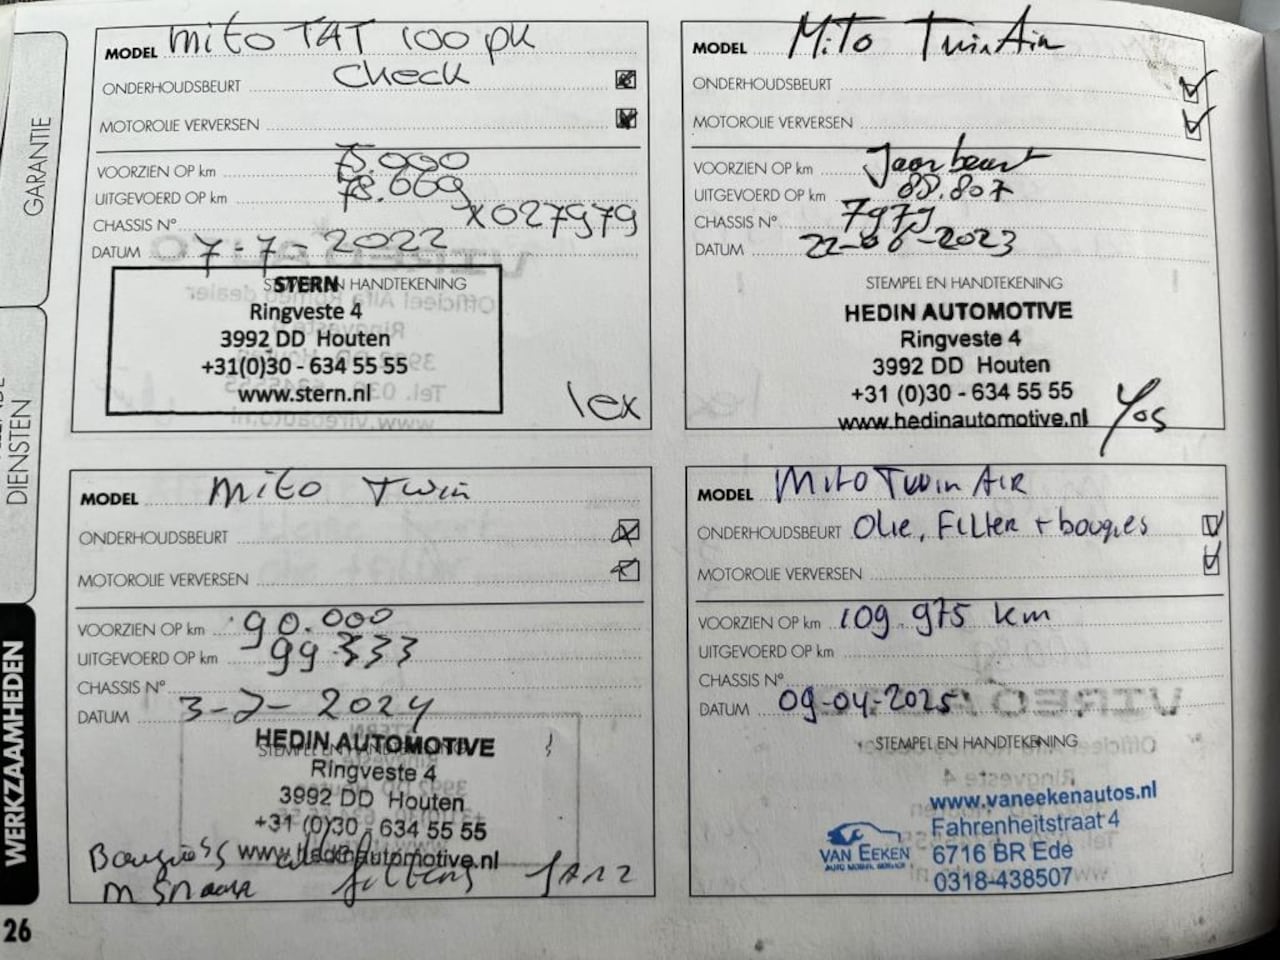 GARANTIE
DIENSTEN
WERKZAAMHEDEN
26
MODEL mito TAT 100 pk
check
ONDERHOUDSBEURT
MOTOROLIE VERVERSEN
VOORZIEN OP km 75.000
UITGEVOERD OP km 78.669
CHASSIS N° X027979
DATUM 7-7-2022
STEMPEL EN HANDTEKENING
STERN
Ringveste 4
3992 DD Houten
+31(0)30 - 634 55 55
www.stern.nl
lex
MODEL MiTo TwinAir
ONDERHOUDSBEURT
MOTOROLIE VERVERSEN
VOORZIEN OP km Jaarbeurt
UITGEVOERD OP km 88.807
CHASSIS N° 7979
DATUM 22-06-2023
STEMPEL EN HANDTEKENING
HEDIN AUTOMOTIVE
Ringveste 4
3992 DD Houten
+31 (0)30 - 634 55 55
www.hedinautomotive.nl
Yos
MODEL mito twin
ONDERHOUDSBEURT
MOTOROLIE VERVERSEN
VOORZIEN OP km 90.000
UITGEVOERD OP km 99.333
CHASSIS N°
DATUM 3-7-2024
STEMPEL EN HANDTEKENING
HEDIN AUTOMOTIVE
Ringveste 4
3992 DD Houten
+31 (0)30 - 634 55 55
www.hedinautomotive.nl
MODEL Mito Twin AIR
ONDERHOUDSBEURT Olie, Filter + bougies
MOTOROLIE VERVERSEN
VOORZIEN OP km 109.975 km
UITGEVOERD OP km
CHASSIS N°
DATUM 09-04-2025
STEMPEL EN HANDTEKENING
www.vaneekenautos.nl
Fahrenheitstraat 4
VAN EEKEN 6716 BR Ede
0318-438507